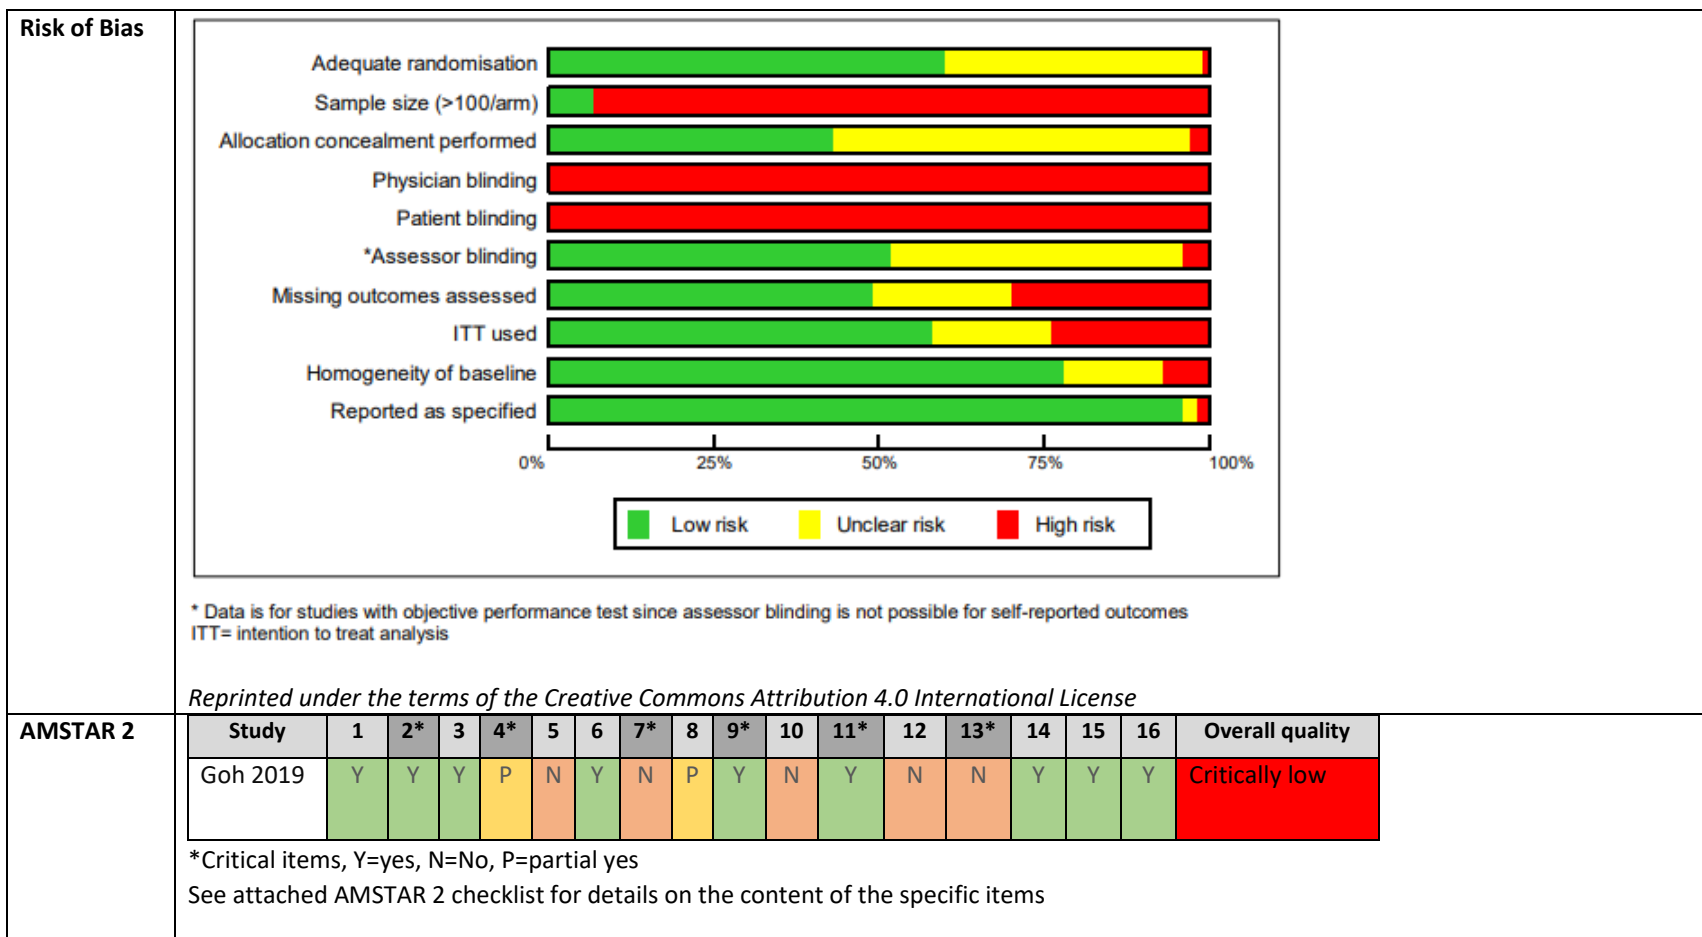 Risk of Bias
Adequate randomisation
Sample size (>100/arm)
Allocation concealment performed
Physician blinding
Patient blinding
*Assessor blinding
Missing outcomes assessed
ITT used
Homogeneity of baseline
Reported as specified
0% 25% 50% 75% 100%
Low risk Unclear risk High risk
* Data is for studies with objective performance test since assessor blinding is not possible for self-reported outcomes
ITT= intention to treat analysis
Reprinted under the terms of the Creative Commons Attribution 4.0 International License
AMSTAR 2
Study 1 2* 3 4* 5 6 7* 8 9* 10 11* 12 13* 14 15 16 Overall quality
Goh 2019 Y Y Y P N Y N P Y N Y N N Y Y Y Critically low
*Critical items, Y=yes, N=No, P=partial yes
See attached AMSTAR 2 checklist for details on the content of the specific items